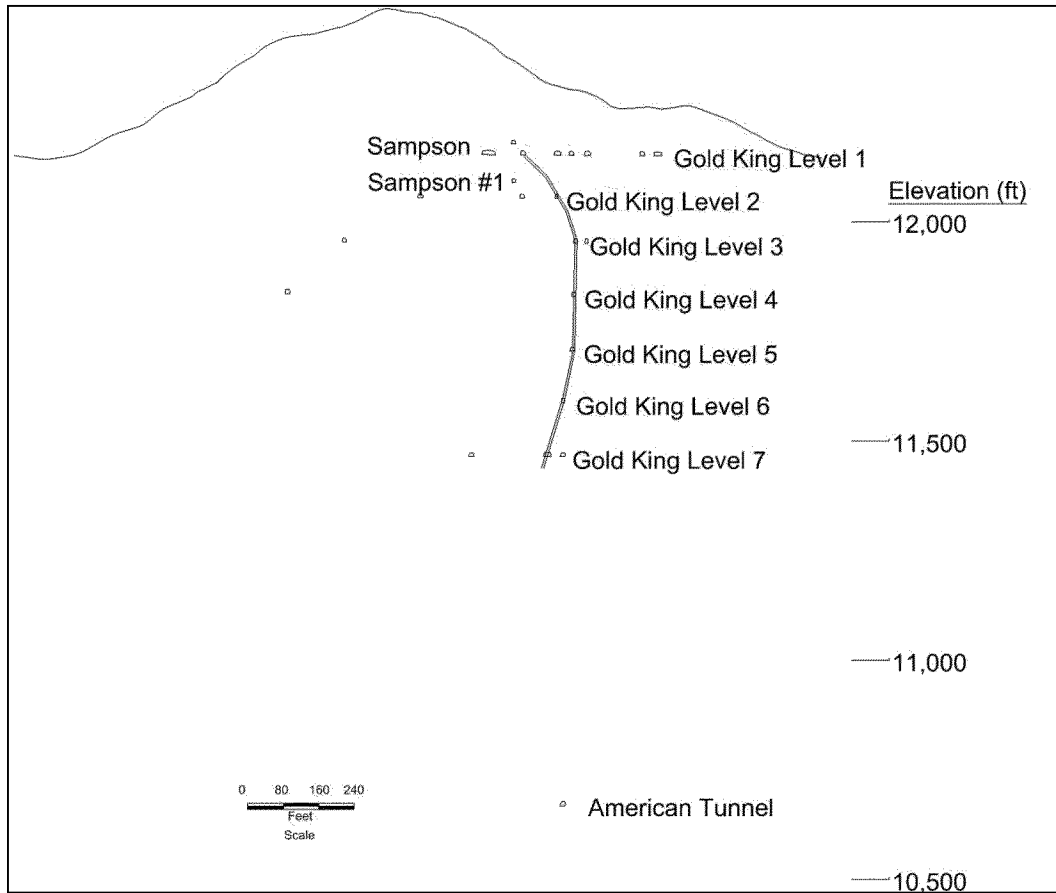 Sampson
Gold King Level 1
Sampson #1
Elevation (ft)
Gold King Level 2
12,000
Gold King Level 3
Gold King Level 4
Gold King Level 5
Gold King Level 6
11,500
Gold King Level 7
11,000
0 80 160 240
Feet
Scale
American Tunnel
10,500